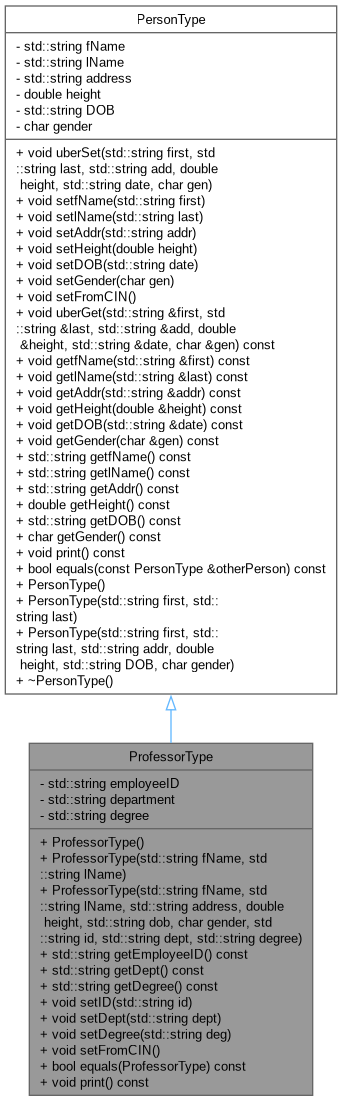 PersonType
- std::string fName
- std::string lName
- std::string address
- double height
- std::string DOB
- char gender
+ void uberSet(std::string first, std
::string last, std::string add, double
height, std::string date, char gen)
+ void setfName(std::string first)
+ void setlName(std::string last)
+ void setAddr(std::string addr)
+ void setHeight(double height)
+ void setDOB(std::string date)
+ void setGender(char gen)
+ void setFromCIN()
+ void uberGet(std::string &first, std
::string &last, std::string &add, double
&height, std::string &date, char &gen) const
+ void getfName(std::string &first) const
+ void getlName(std::string &last) const
+ void getAddr(std::string &addr) const
+ void getHeight(double &height) const
+ void getDOB(std::string &date) const
+ void getGender(char &gen) const
+ std::string getfName() const
+ std::string getlName() const
+ std::string getAddr() const
+ double getHeight() const
+ std::string getDOB() const
+ char getGender() const
+ void print() const
+ bool equals(const PersonType &otherPerson) const
+ PersonType()
+ PersonType(std::string first, std::
string last)
+ PersonType(std::string first, std::
string last, std::string addr, double
height, std::string DOB, char gender)
+ ~PersonType()
ProfessorType
- std::string employeeID
- std::string department
- std::string degree
+ ProfessorType()
+ ProfessorType(std::string fName, std
::string lName)
+ ProfessorType(std::string fName, std
::string lName, std::string address, double
height, std::string dob, char gender, std
::string id, std::string dept, std::string degree)
+ std::string getEmployeeID() const
+ std::string getDept() const
+ std::string getDegree() const
+ void setID(std::string id)
+ void setDept(std::string dept)
+ void setDegree(std::string deg)
+ void setFromCIN()
+ bool equals(ProfessorType) const
+ void print() const